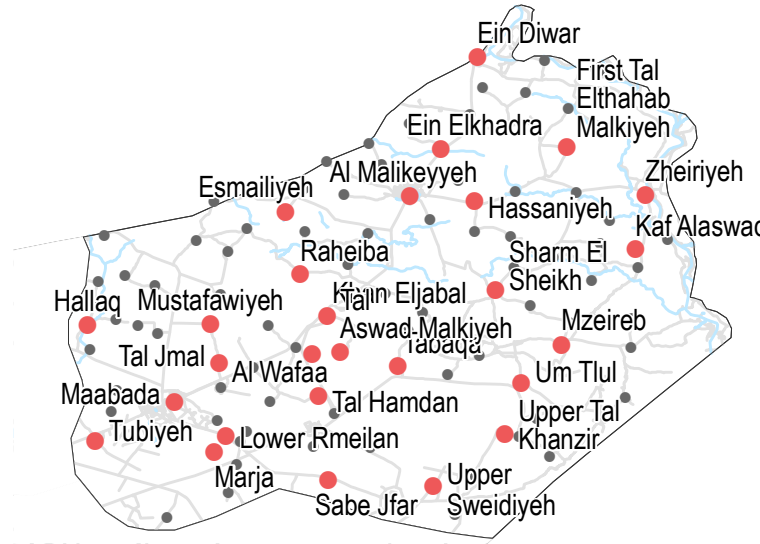 Ein Diwar
First Tal
Elthahab
Malkiyeh
Ein Elkhadra
Al Malikeyyeh
Zheiriyeh
Esmailiyeh
Hassaniyeh
Kaf Alaswad
Raheiba
Sharm El
Sheikh
Khan Eljabal
Hallaq
Mustafawiyeh
Tal
Aswad-Malkiyeh
Mzeireb
Tabaqa
Tal Jmal
Al Wafaa
Um Tlul
Maabada
Tal Hamdan
Upper Tal
Khanzir
Tubiyeh
Lower Rmeilan
Marja
Upper
Sweidiyeh
Sabe Jfar